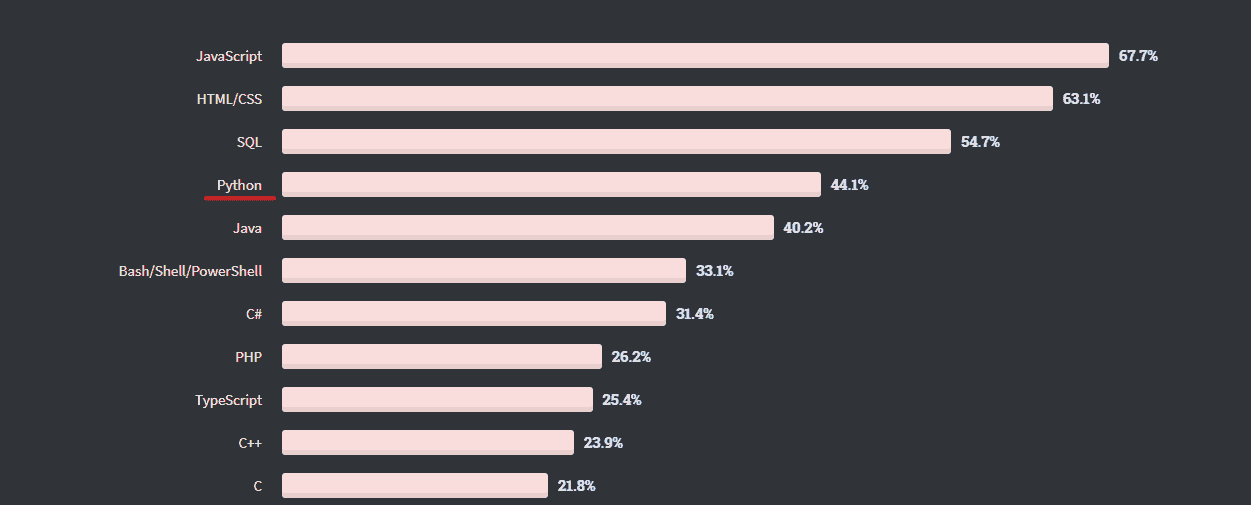 JavaScript 67.7%
HTML/CSS 63.1%
SQL 54.7%
Python 44.1%
Java 40.2%
Bash/Shell/PowerShell 33.1%
C# 31.4%
PHP 26.2%
TypeScript 25.4%
C++ 23.9%
C 21.8%